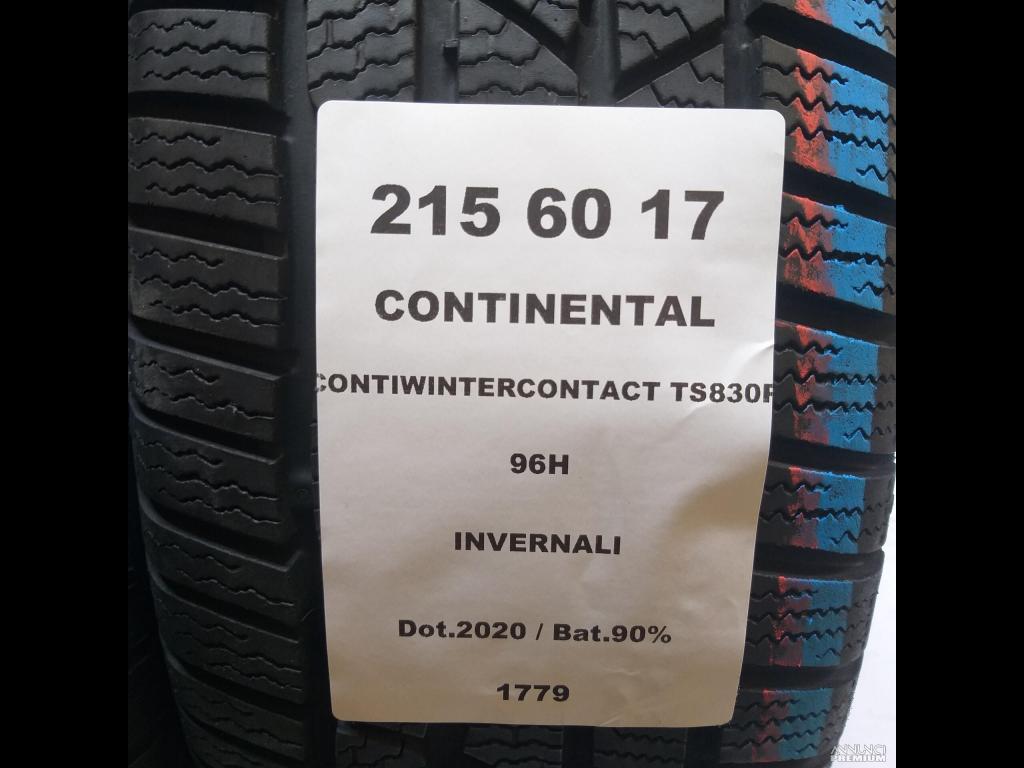 215 60 17
CONTINENTAL
CONTIWINTERCONTACT TS830P
96H
INVERNALI
Dot.2020 / Bat.90%
1779
ANNUNCI
PREMIUM